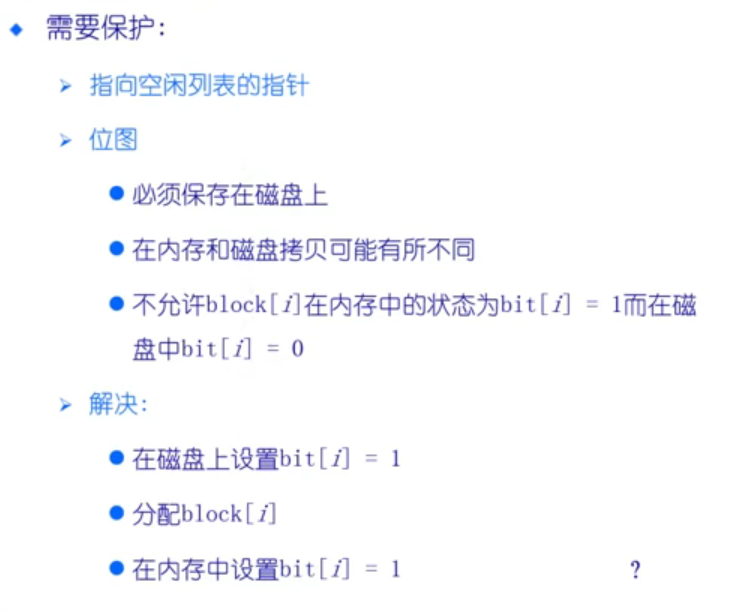 需要保护：
指向空闲列表的指针
位图
必须保存在磁盘上
在内存和磁盘拷贝可能有所不同
不允许block[i]在内存中的状态为bit[i] = 1而在磁
盘中bit[i] = 0
解决：
在磁盘上设置bit[i] = 1
分配block[i]
在内存中设置bit[i] = 1 ?